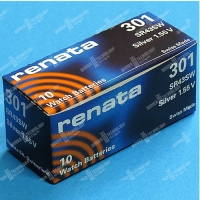 301
SR43SW
Silver 1.55 V
Swiss Made
renata
10
Watch Batteries
renata
301
SR43SW
Silver 1.55 V
Swiss Made
10
Watch Batteries